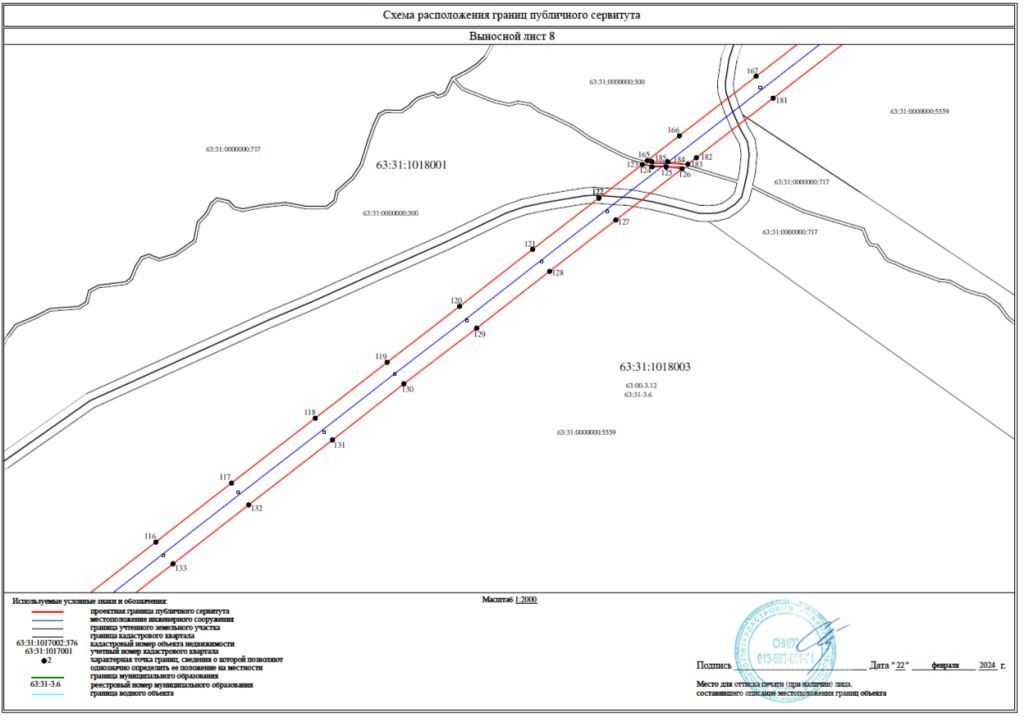 Схема расположения границ публичного сервитута
Выносной лист 8
167
63:31:0000000:300
181
63:31:0000000:5559
166
63:31:0000000:717
63:31:1018001
165
185
184
182
123
124
125
183
126
63:31:0000000:717
122
63:31:0000000:300
127
63:31:0000000:717
121
128
120
129
119
63:31:1018003
130
63:00-3.12
63:31-3.6
118
63:31:0000000:5559
131
117
132
116
133
Используемые условные знаки и обозначения:
Масштаб 1:2000
проектная граница публичного сервитута
местоположение инженерного сооружения
граница учтенного земельного участка
граница кадастрового квартала
63:31:1017002:376 кадастровый номер объекта недвижимости
63:31:1017001 учетный номер кадастрового квартала
2 характерная точка границ, сведения о которой позволяют
однозначно определить ее положение на местности
граница муниципального образования
63:31-3.6 реестровый номер муниципального образования
граница водного объекта
Подпись Дата "22" февраля 2024 г.
Место для оттиска печати (при наличии) лица,
составившего описание местоположения границ объекта